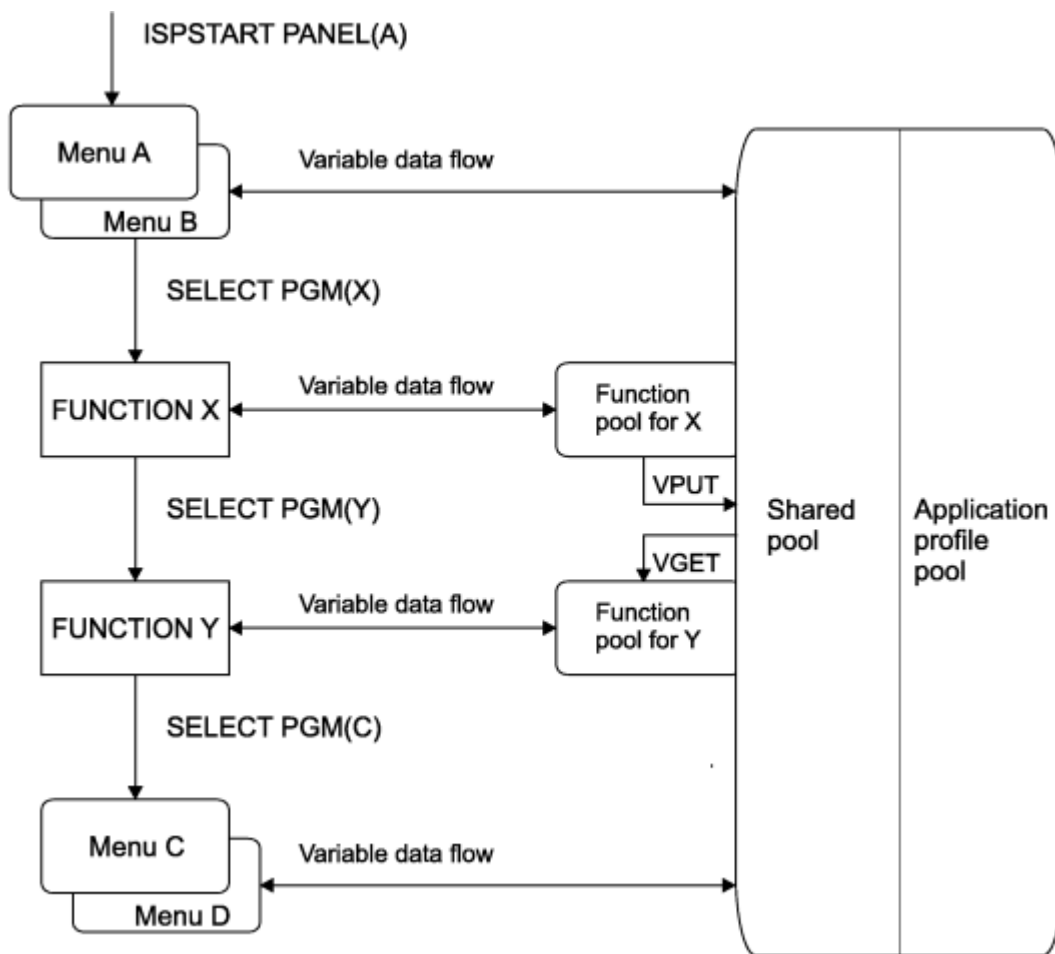 ISPSTART PANEL(A)
Menu A
Menu B
Variable data flow
SELECT PGM(X)
FUNCTION X
Variable data flow
Function
pool for X
VPUT
SELECT PGM(Y)
Shared
pool
Application
profile
pool
VGET
FUNCTION Y
Variable data flow
Function
pool for Y
SELECT PGM(C)
Menu C
Menu D
Variable data flow